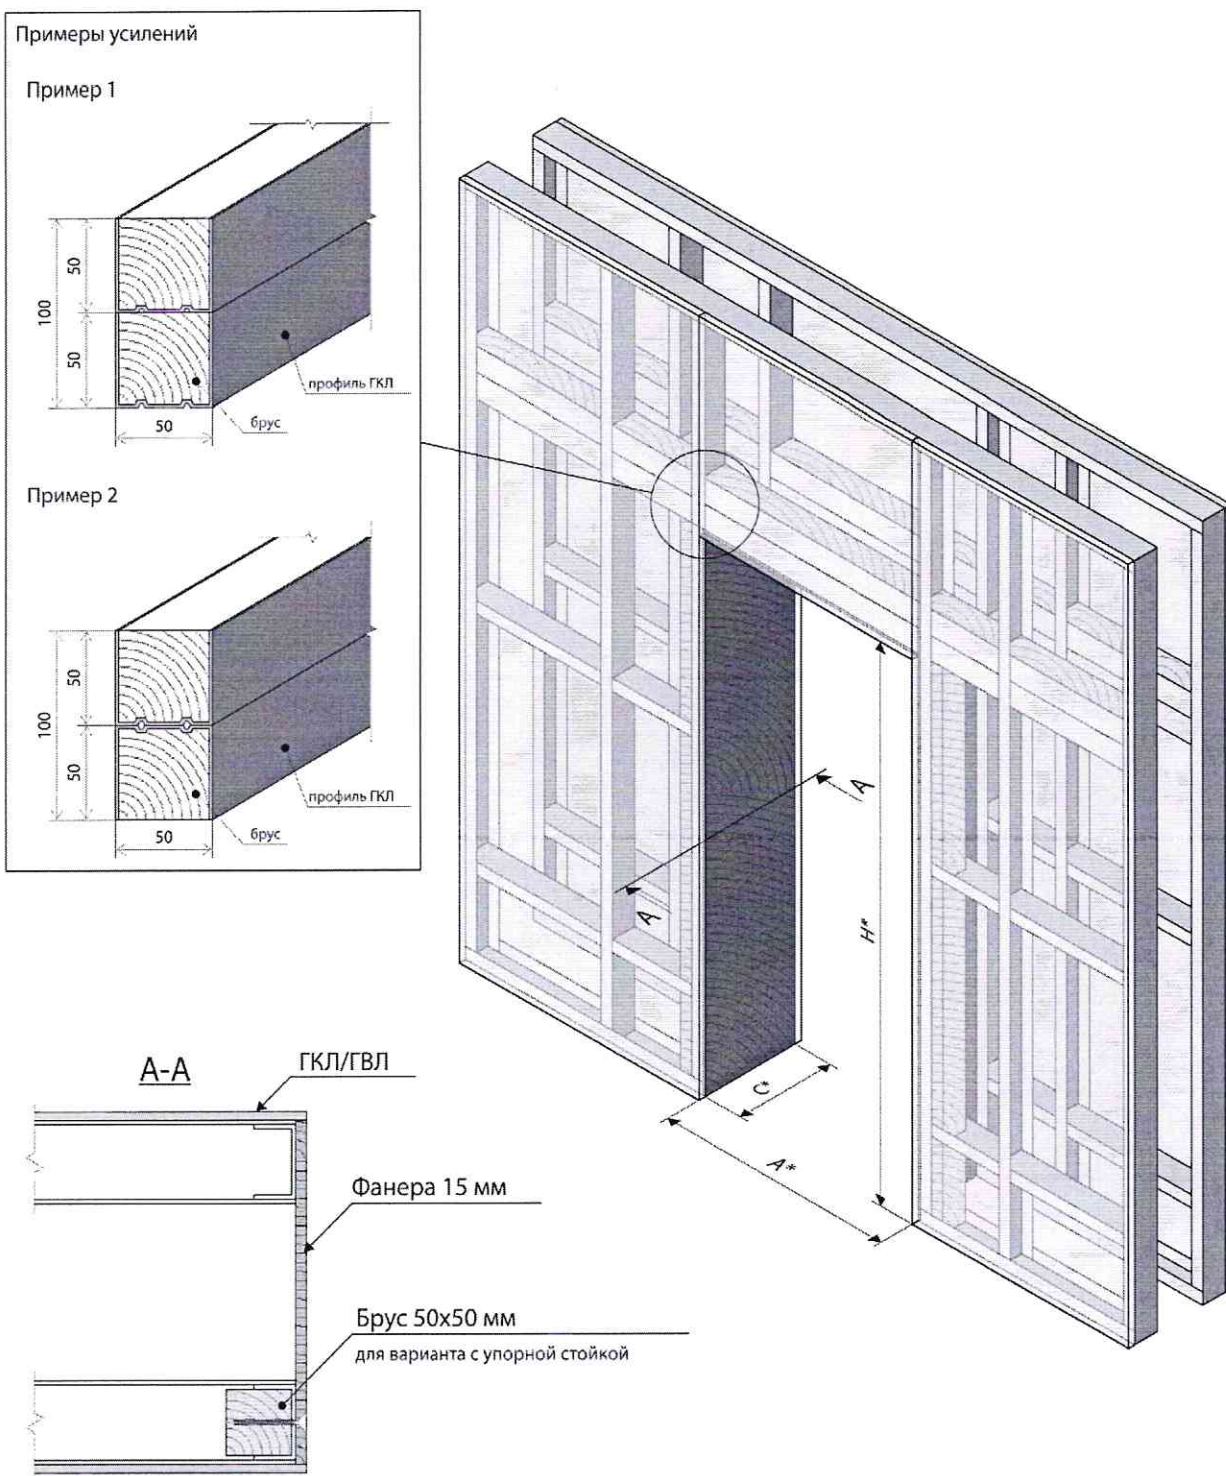 Примеры усилений
Пример 1
50
100
50
профиль ГКЛ
50
брус
Пример 2
50
100
50
профиль ГКЛ
50
брус
А
А
Н*
С*
А*
А-А
ГКЛ/ГВЛ
Фанера 15 мм
Брус 50х50 мм
для варианта с упорной стойкой